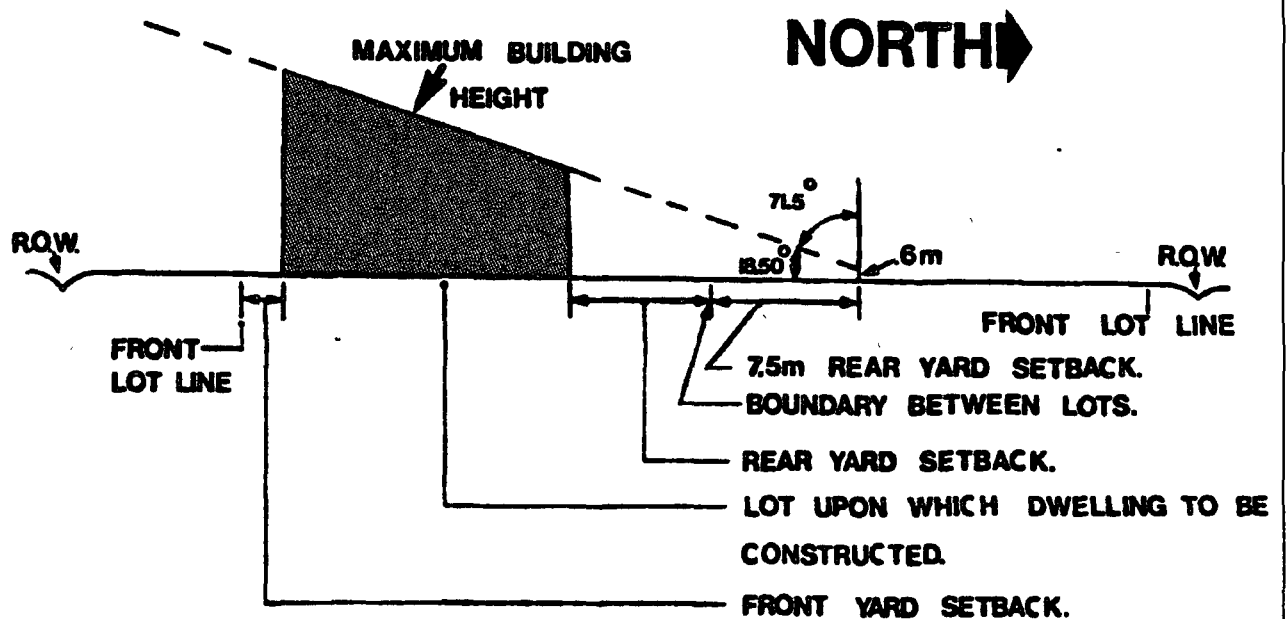 NORTH
MAXIMUM BUILDING
HEIGHT
71.5°
18.50°
.6m
R.O.W.
R.O.W.
FRONT LOT LINE
FRONT
LOT LINE
7.5m REAR YARD SETBACK.
BOUNDARY BETWEEN LOTS.
REAR YARD SETBACK.
LOT UPON WHICH DWELLING TO BE
CONSTRUCTED.
FRONT YARD SETBACK.